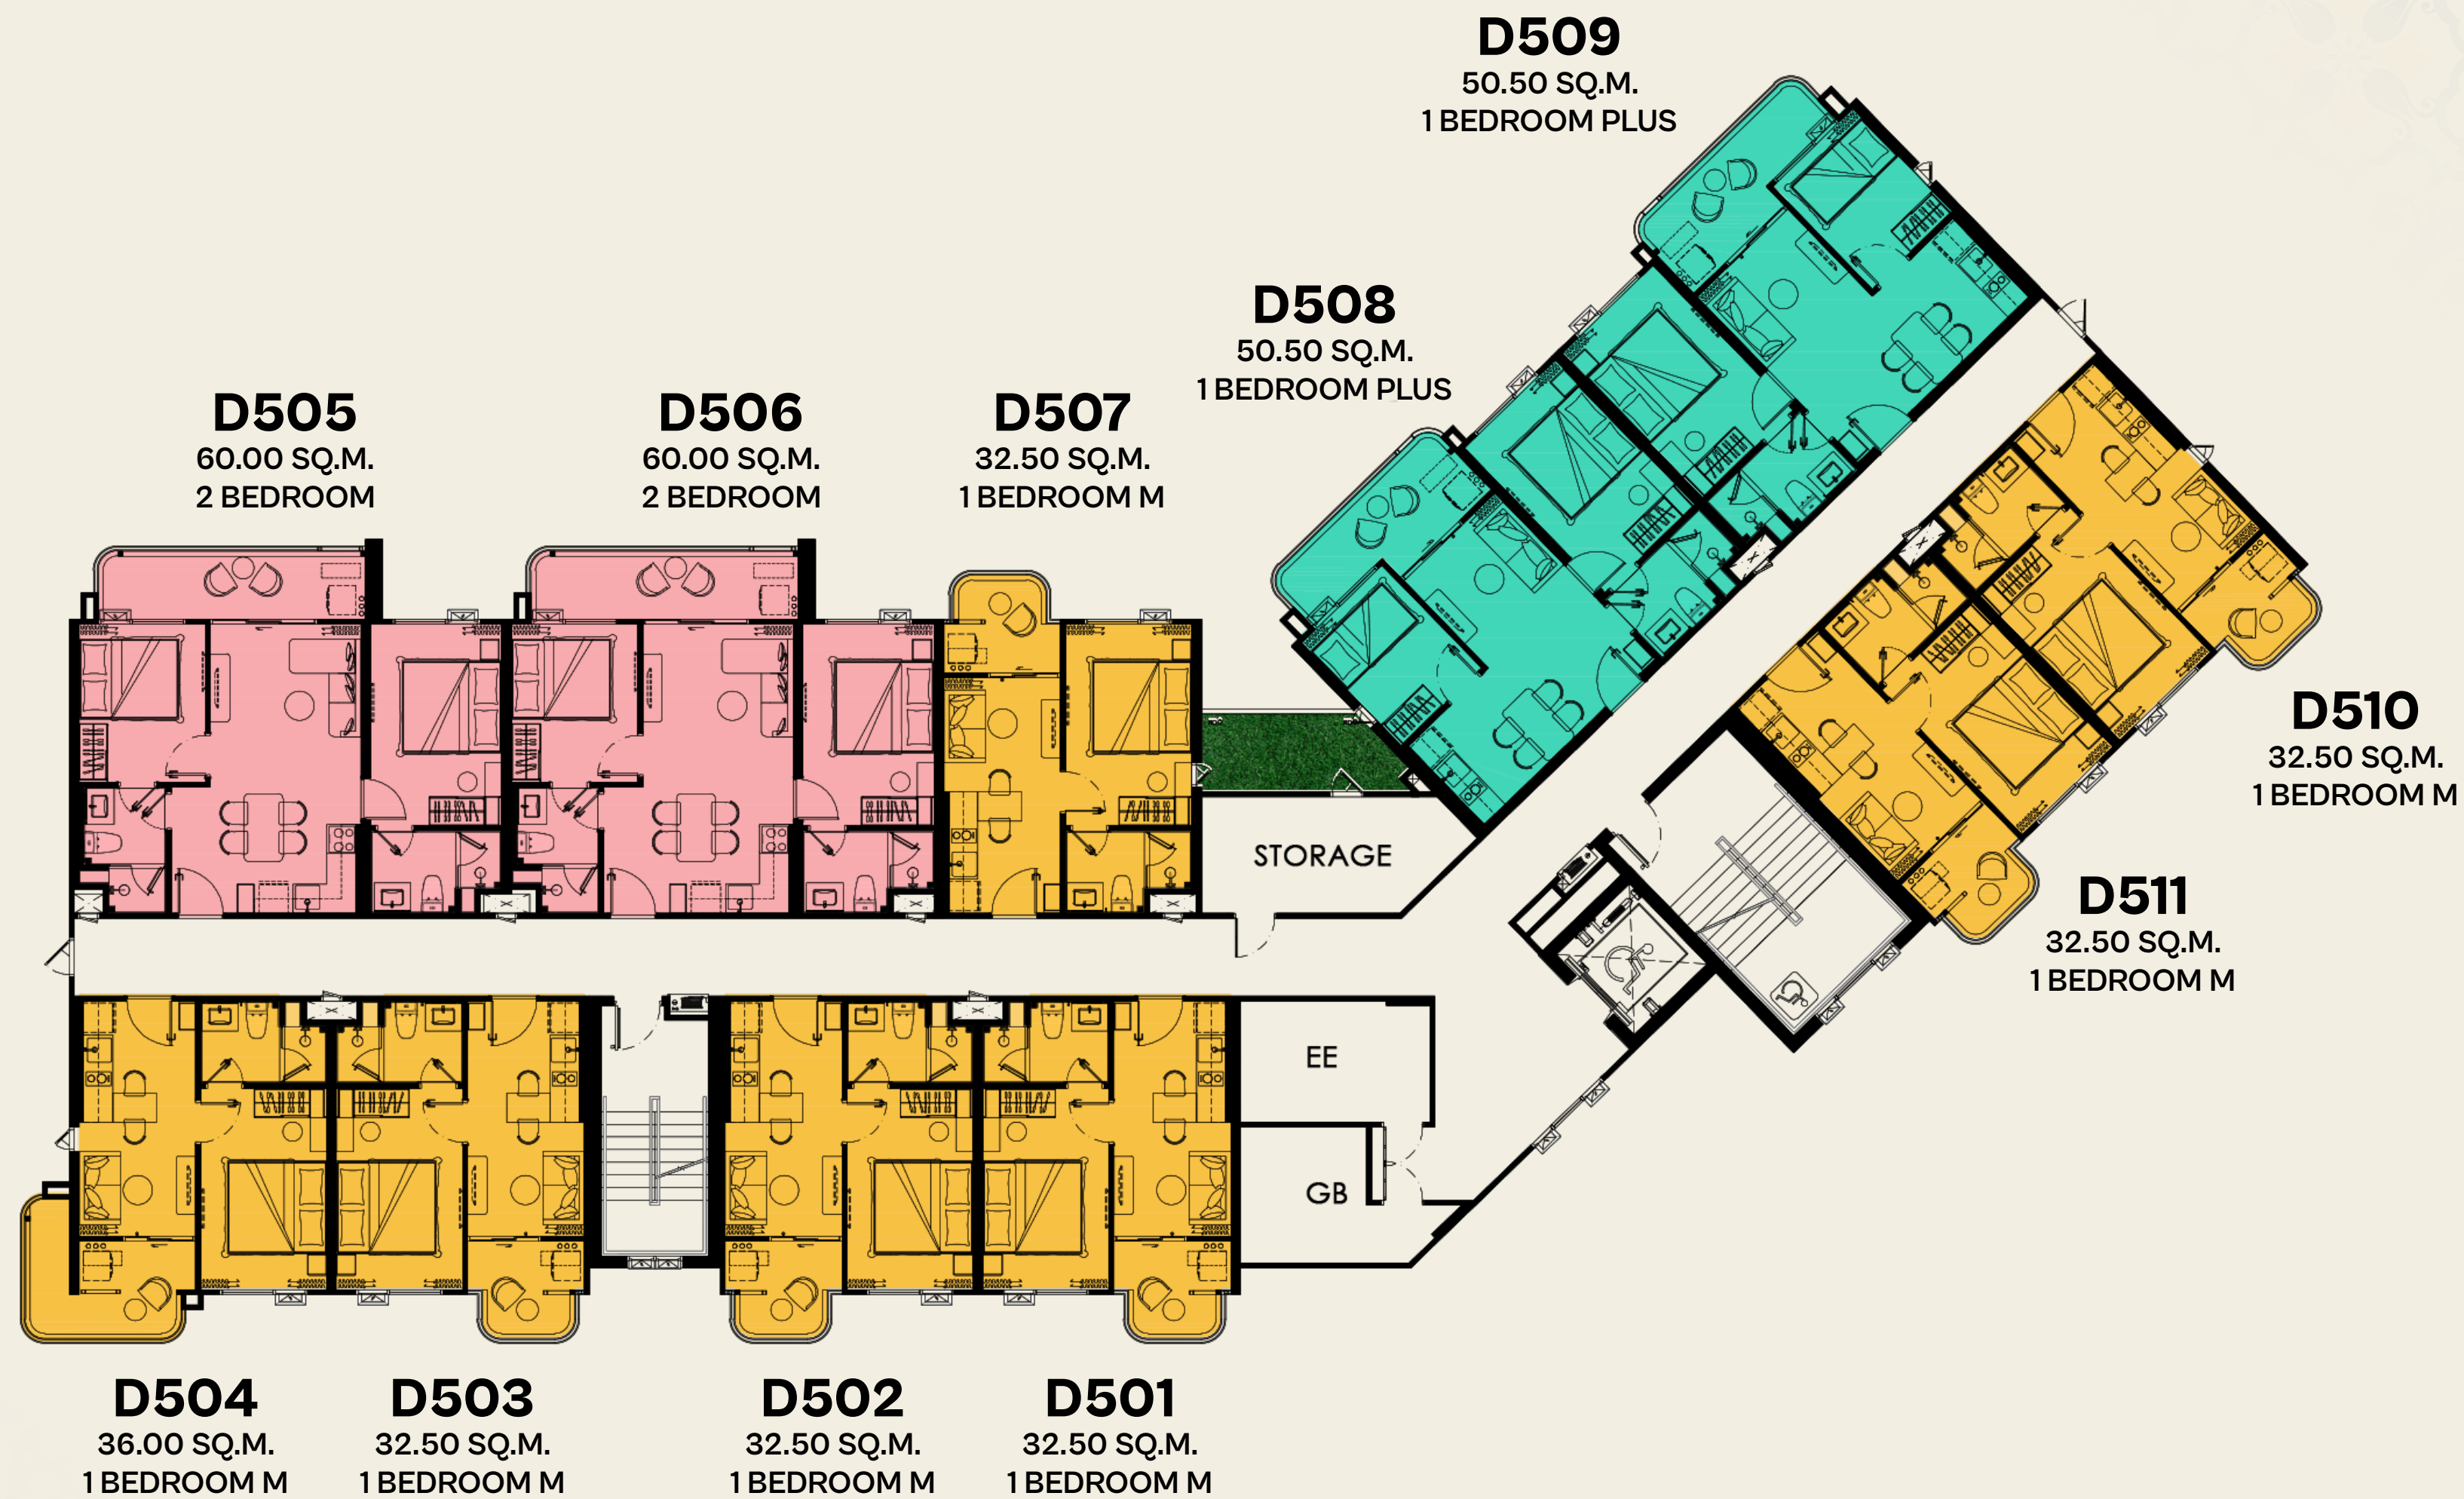 D509
50.50 SQ.M.
1 BEDROOM PLUS
D508
50.50 SQ.M.
1 BEDROOM PLUS
D505
60.00 SQ.M.
2 BEDROOM
D506
60.00 SQ.M.
2 BEDROOM
D507
32.50 SQ.M.
1 BEDROOM M
D510
32.50 SQ.M.
1 BEDROOM M
STORAGE
D511
32.50 SQ.M.
1 BEDROOM M
EE
GB
D504
36.00 SQ.M.
1 BEDROOM M
D503
32.50 SQ.M.
1 BEDROOM M
D502
32.50 SQ.M.
1 BEDROOM M
D501
32.50 SQ.M.
1 BEDROOM M